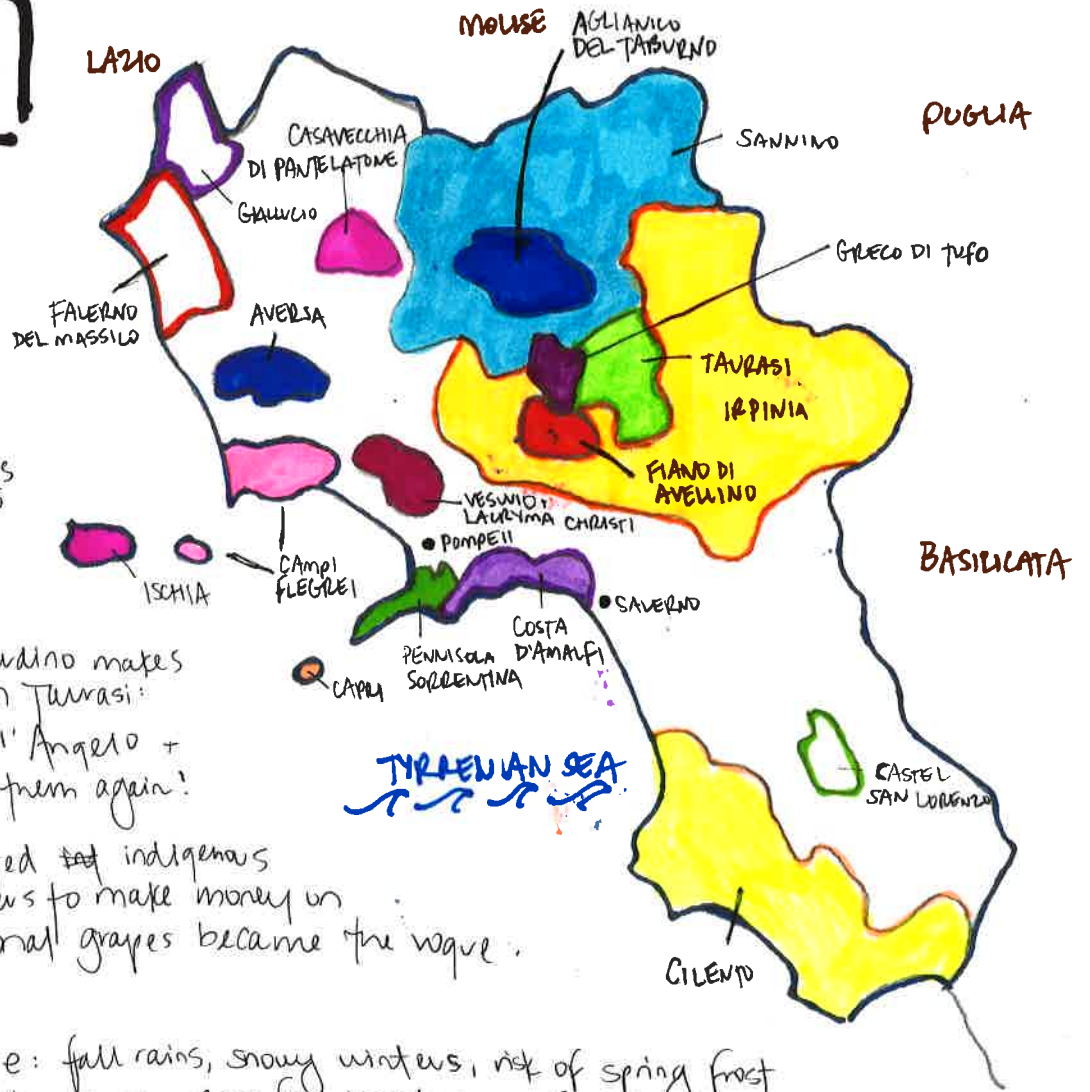 LAZIO
MOLISE
AGLIANICO
DEL TABURNO
PUGLIA
CASAVECCHIA
DI PANTELATONE
SANNINO
GIALLUCIO
GRECO DI TUFO
FALERNO
DEL MASSILO
AVERSA
TAURASI
IRPINIA
FIANO DI
AVELLINO
VESUVIO +
LACRYMA CHRISTI
POMPEII
CAMPI
FLEGREI
ISCHIA
BASILICATA
SALERNO
COSTA
D'AMALFI
PENNISOLA
SORRENTINA
CAPRI
makes
Taurasi:
Angelo +
them again!
TYRRENIAN SEA
CASTEL
SAN LORENZO
indigenous
to make money on
grapes became the vogue.
CILENTO
fall rains, snowy winters, risk of spring frost